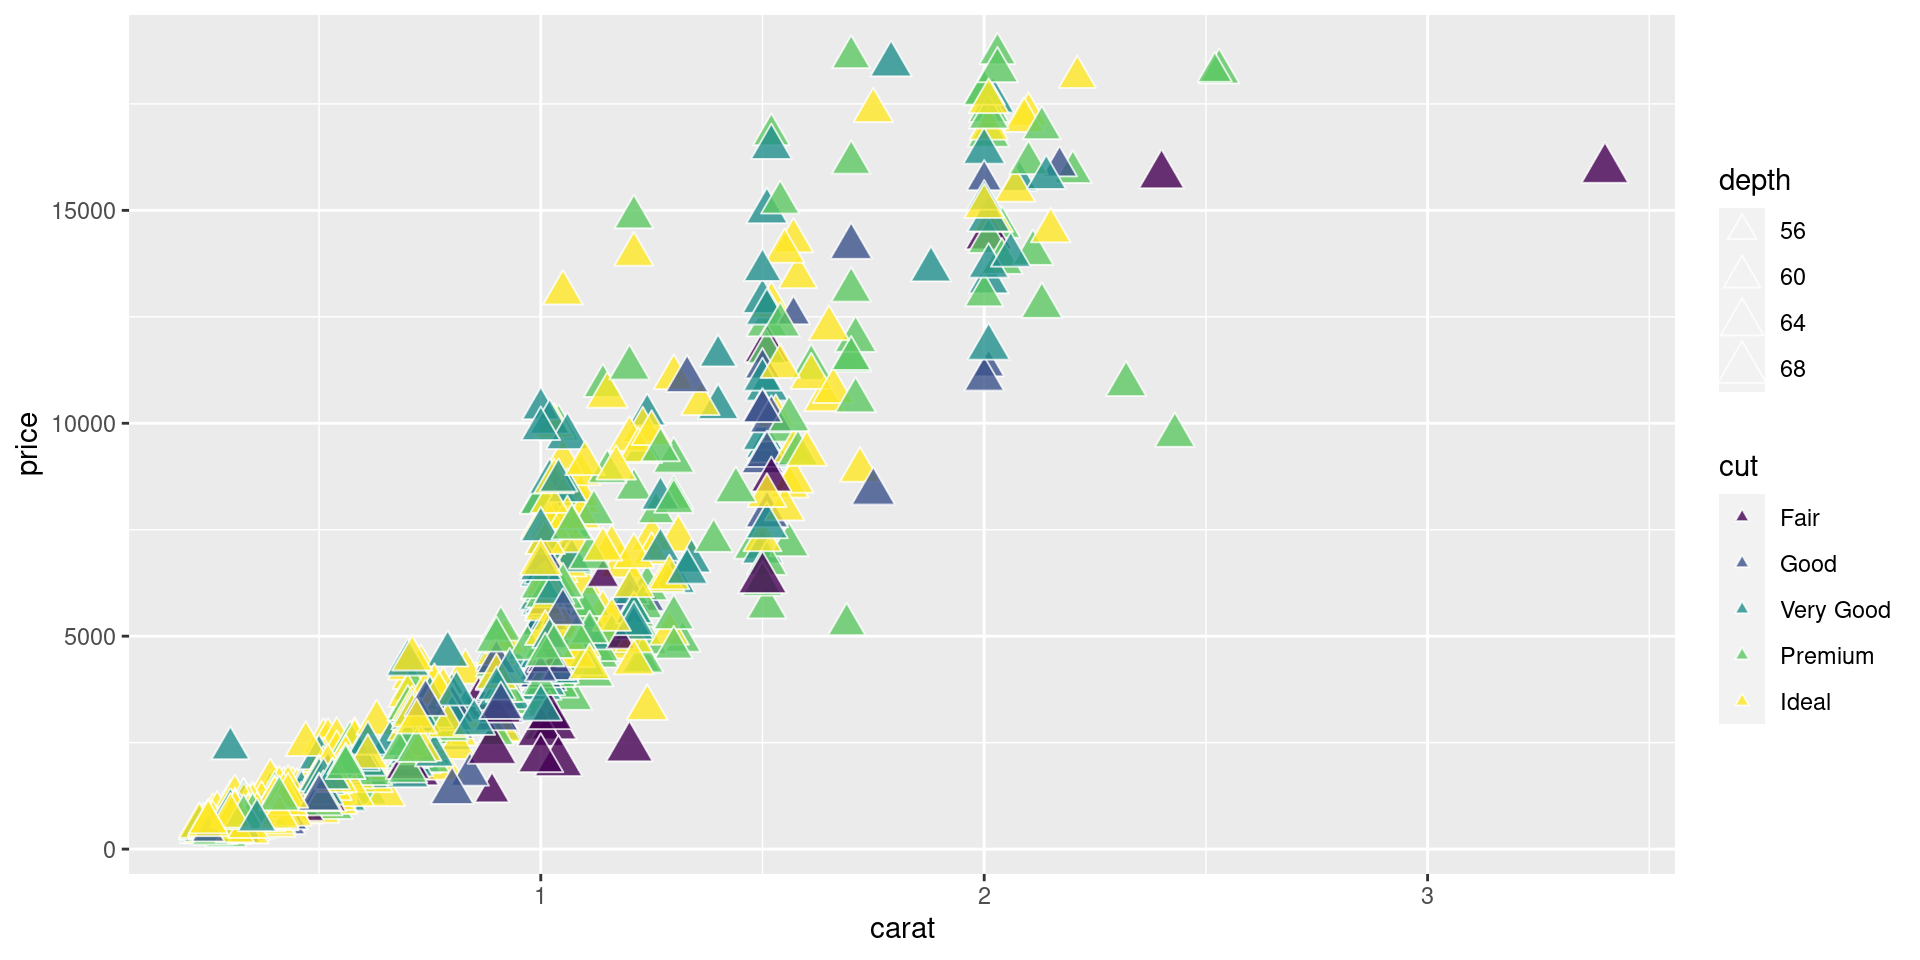 15000
10000
5000
0
price
1
2
3
carat
depth
56
60
64
68
cut
Fair
Good
Very Good
Premium
Ideal